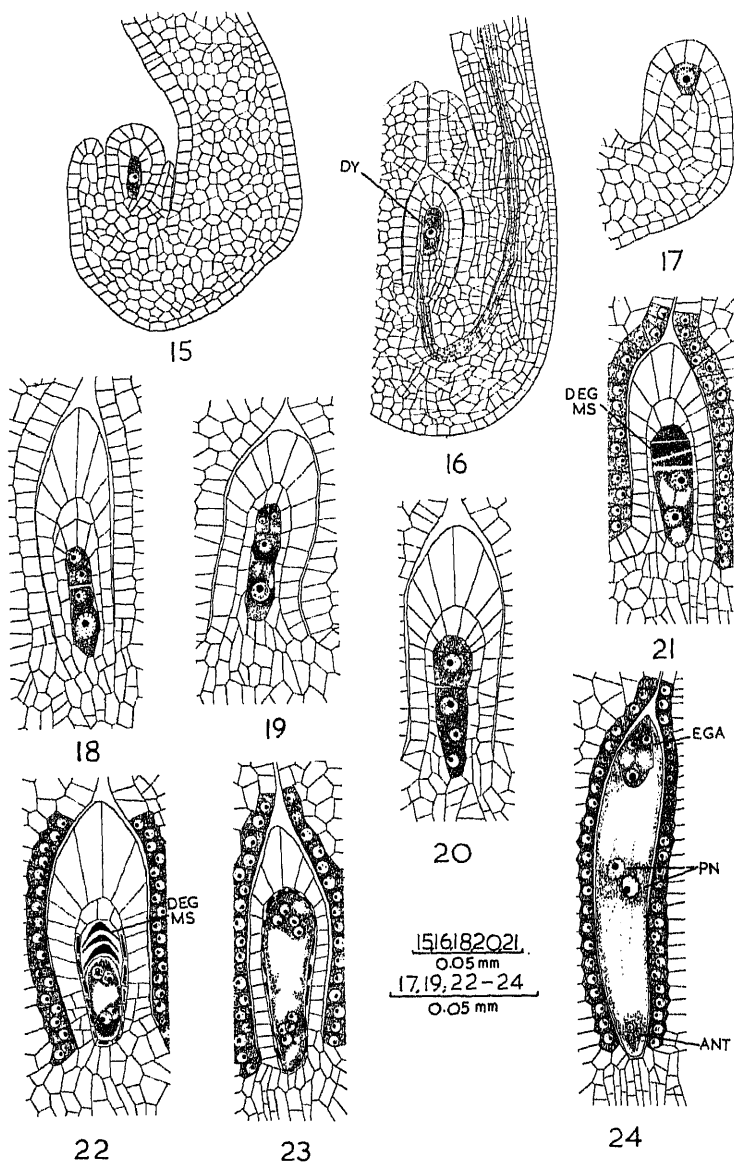 15
DY
16
17
18
19
20
DEG
MS
21
DEG
MS
22
23
15,16,18,20,21
0.05 mm
17,19,22-24
0.05 mm
EGA
PN
ANT
24